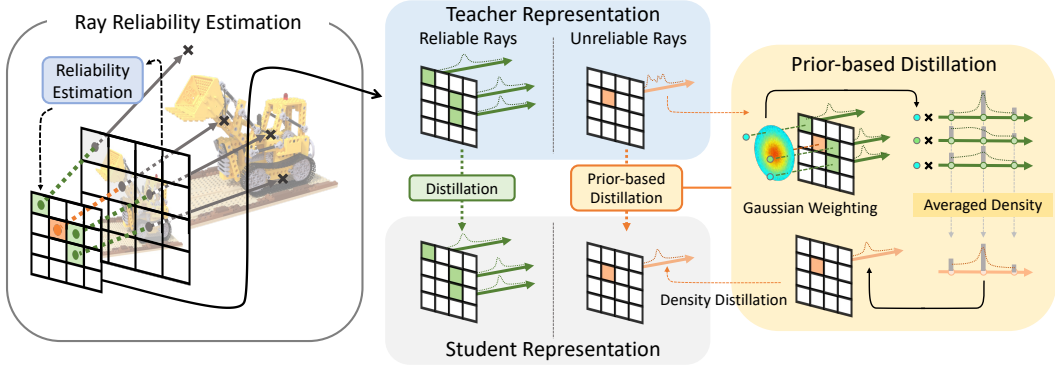 Ray Reliability Estimation
Reliability
Estimation
Teacher Representation
Reliable Rays
Unreliable Rays
Distillation
Prior-based
Distillation
Student Representation
Density Distillation
Prior-based Distillation
Gaussian Weighting
Averaged Density